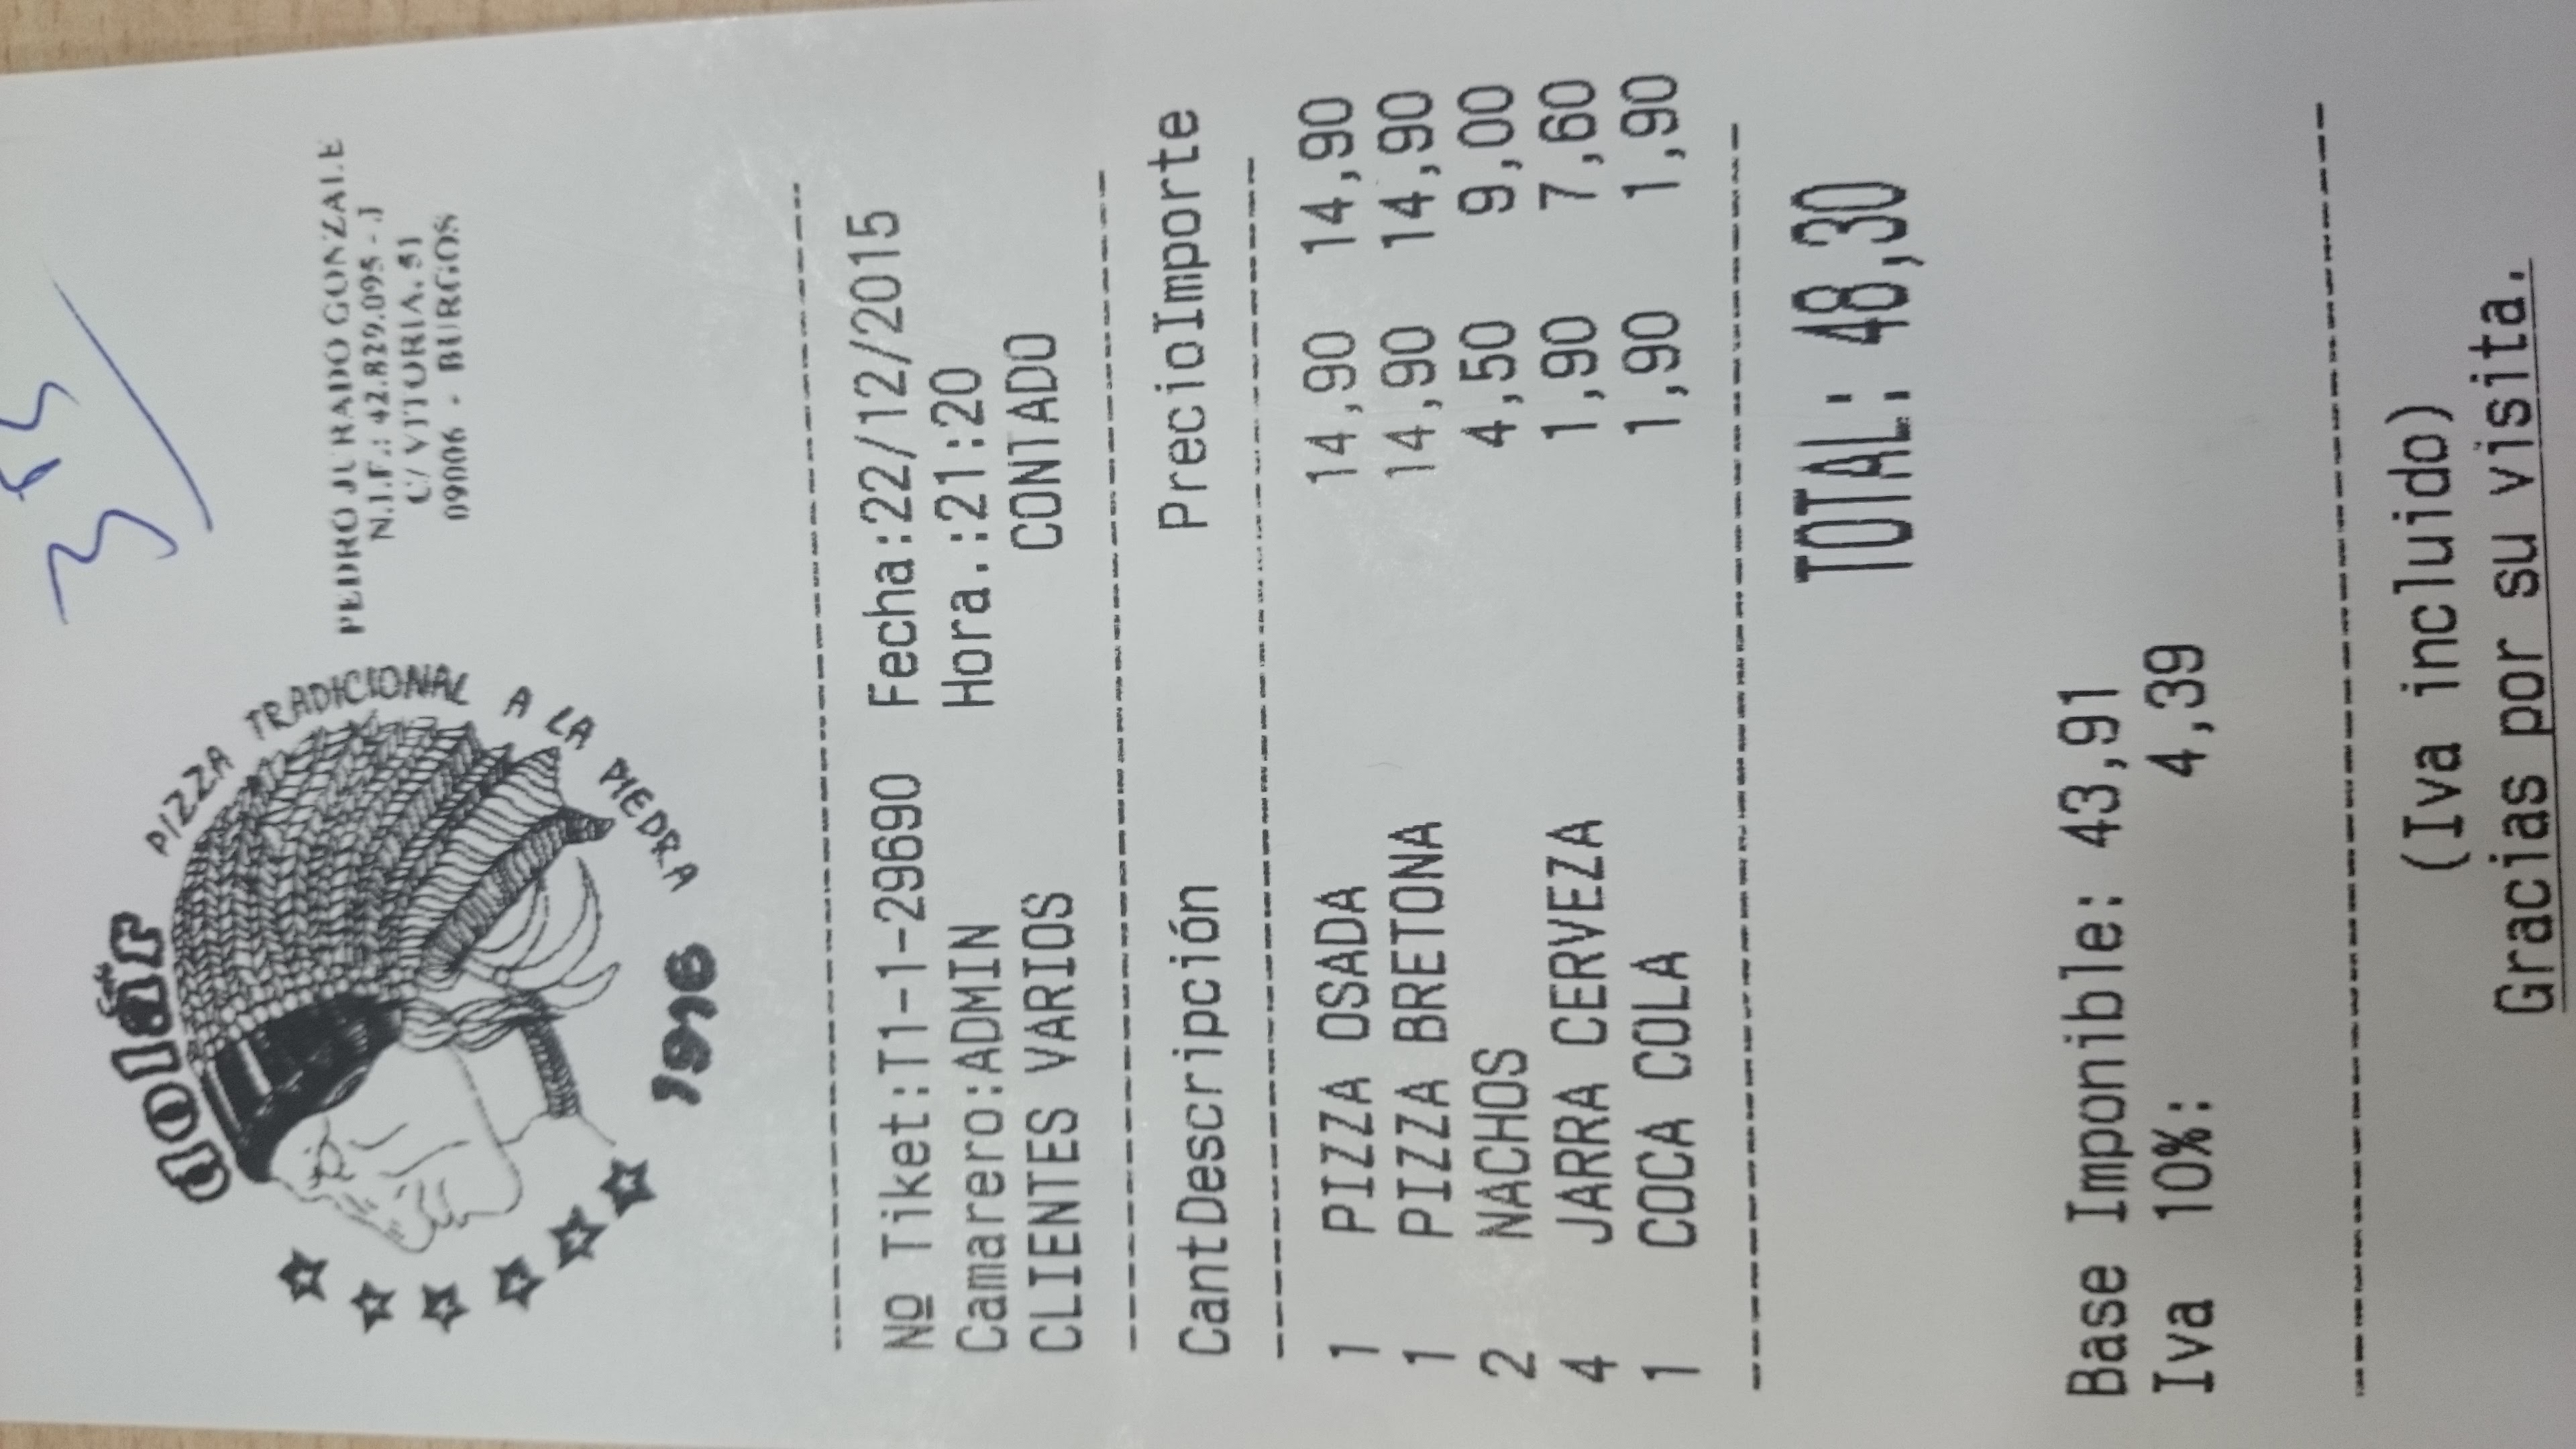 Café
dolar
PIZZA TRADICIONAL A LA PIEDRA
1916
PEDRO JURADO GONZALE
N.I.F.: 42.829.095 - J
C/ VITORIA, 51
09006 - BURGOS
Nº Tiket:T1-1-29690 Fecha:22/12/2015
Camarero:ADMIN Hora.:21:20
CLIENTES VARIOS CONTADO
Cant Descripción Precio Importe
1 PIZZA OSADA 14,90 14,90
1 PIZZA BRETONA 14,90 14,90
2 NACHOS 4,50 9,00
4 JARRA CERVEZA 1,90 7,60
1 COCA COLA 1,90 1,90
TOTAL: 48,30
Base Imponible: 43,91
Iva 10%: 4,39
(Iva incluido)
Gracias por su visita.